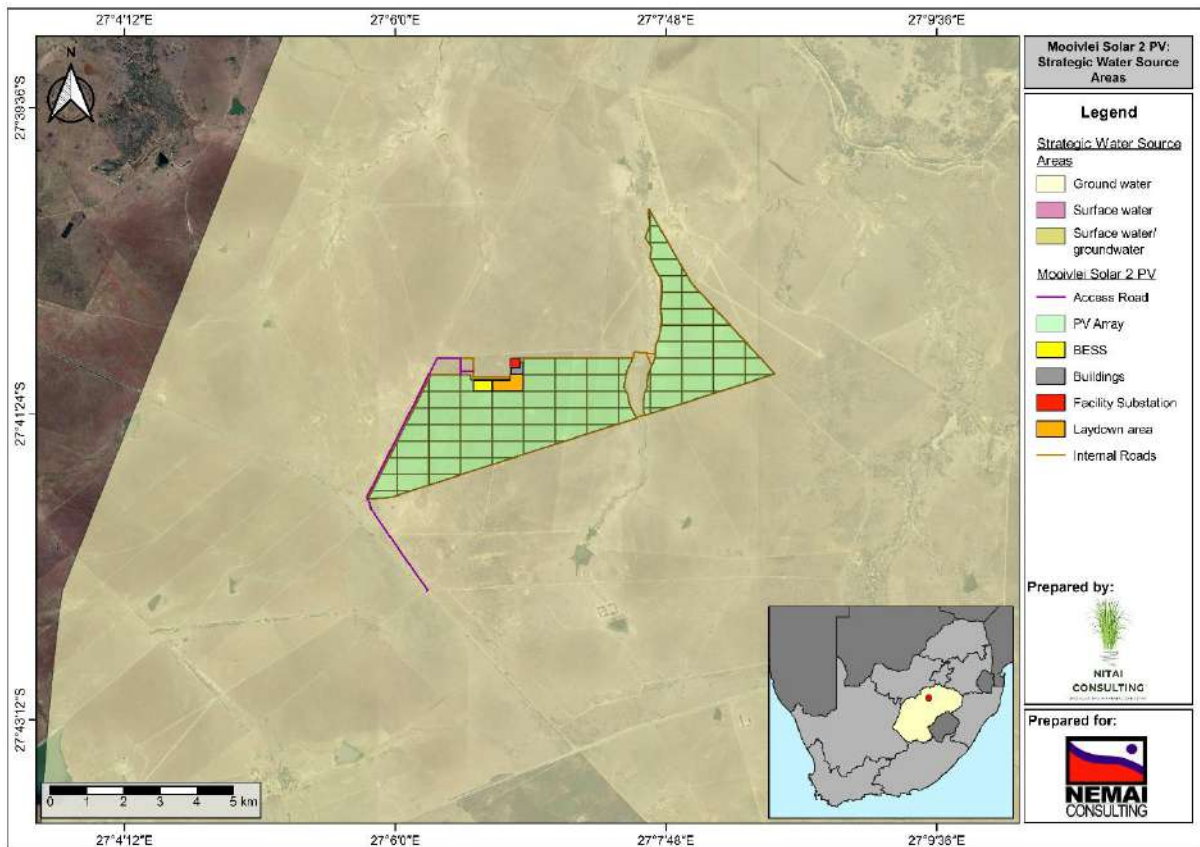 27°4'12"E
27°6'0"E
27°7'48"E
27°9'36"E
27°39'36"S
27°41'24"S
27°43'12"S
N
0 1 2 3 4 5 km
27°4'12"E
27°6'0"E
27°7'48"E
27°9'36"E
Mooivlei Solar 2 PV:
Strategic Water Source
Areas
Legend
Strategic Water Source
Areas
Ground water
Surface water
Surface water/
groundwater
Mooivlei Solar 2 PV
Access Road
PV Array
BESS
Buildings
Facility Substation
Laydown area
Internal Roads
Prepared by:
NITAI
CONSULTING
Prepared for:
NEMAI
CONSULTING